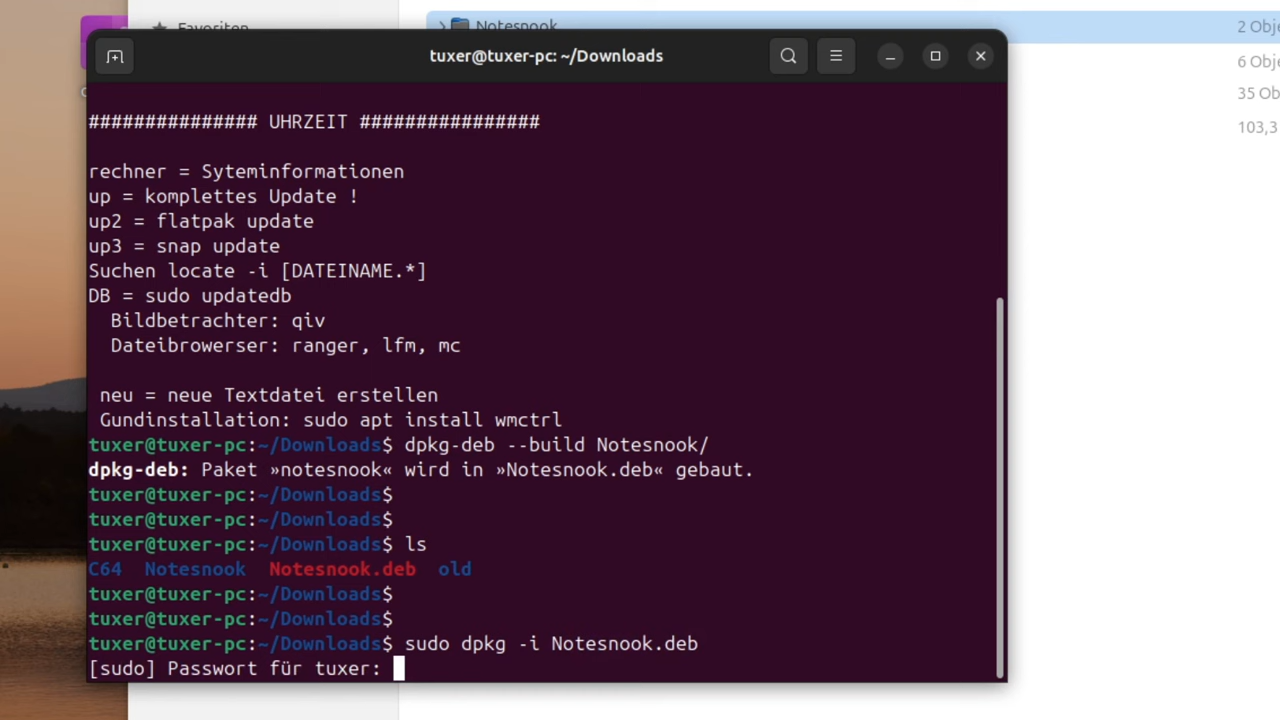 Favoriten
Notesnook
2 Obje
6 Obje
35 Ob
103,3
tuxer@tuxer-pc: ~/Downloads
############### UHRZEIT ################
rechner = Syteminformationen
up = komplettes Update !
up2 = flatpak update
up3 = snap update
Suchen locate -i [DATEINAME.*]
DB = sudo updatedb
Bildbetrachter: qiv
Dateibrowerser: ranger, lfm, mc
neu = neue Textdatei erstellen
Gundinstallation: sudo apt install wmctrl
tuxer@tuxer-pc:~/Downloads$ dpkg-deb --build Notesnook/
dpkg-deb: Paket »notesnook« wird in »Notesnook.deb« gebaut.
tuxer@tuxer-pc:~/Downloads$
tuxer@tuxer-pc:~/Downloads$
tuxer@tuxer-pc:~/Downloads$ ls
C64 Notesnook Notesnook.deb old
tuxer@tuxer-pc:~/Downloads$
tuxer@tuxer-pc:~/Downloads$
tuxer@tuxer-pc:~/Downloads$ sudo dpkg -i Notesnook.deb
[sudo] Passwort für tuxer: